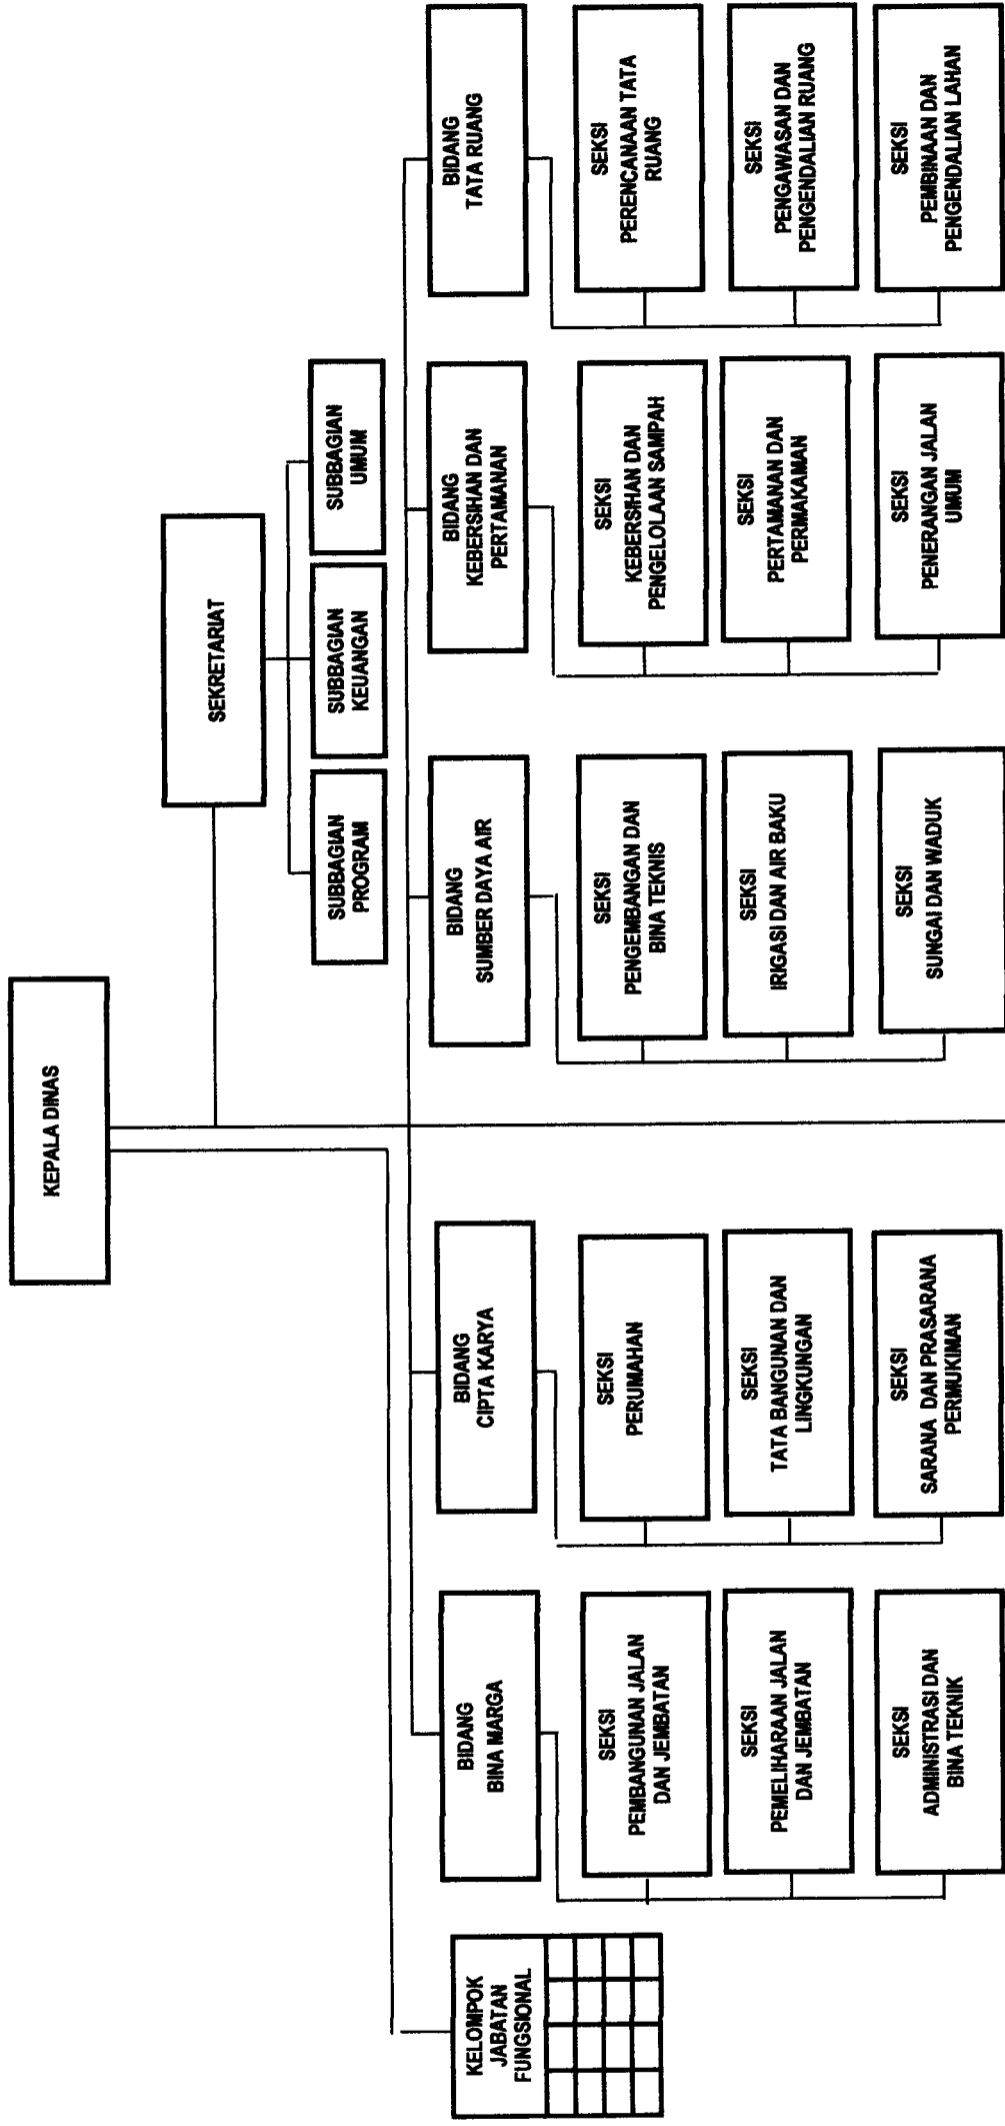 KEPALA DINAS
SEKRETARIAT
SUBBAGIAN
PROGRAM
SUBBAGIAN
KEUANGAN
SUBBAGIAN
UMUM
KELOMPOK
JABATAN
FUNGSIONAL
BIDANG
BINA MARGA
SEKSI
PEMBANGUNAN JALAN
DAN JEMBATAN
SEKSI
PEMELIHARAAN JALAN
DAN JEMBATAN
SEKSI
ADMINISTRASI DAN
BINA TEKNIK
BIDANG
CIPTA KARYA
SEKSI
PERUMAHAN
SEKSI
TATA BANGUNAN DAN
LINGKUNGAN
SEKSI
SARANA DAN PRASARANA
PERMUKIMAN
BIDANG
SUMBER DAYA AIR
SEKSI
PENGEMBANGAN DAN
BINA TEKNIS
SEKSI
IRIGASI DAN AIR BAKU
SEKSI
SUNGAI DAN WADUK
BIDANG
KEBERSIHAN DAN
PERTAMANAN
SEKSI
KEBERSIHAN DAN
PENGELOLAAN SAMPAH
SEKSI
PERTAMANAN DAN
PERMAKAMAN
SEKSI
PENERANGAN JALAN
UMUM
BIDANG
TATA RUANG
SEKSI
PERENCANAAN TATA
RUANG
SEKSI
PENGAWASAN DAN
PENGENDALIAN RUANG
SEKSI
PEMBINAAN DAN
PENGENDALIAN LAHAN